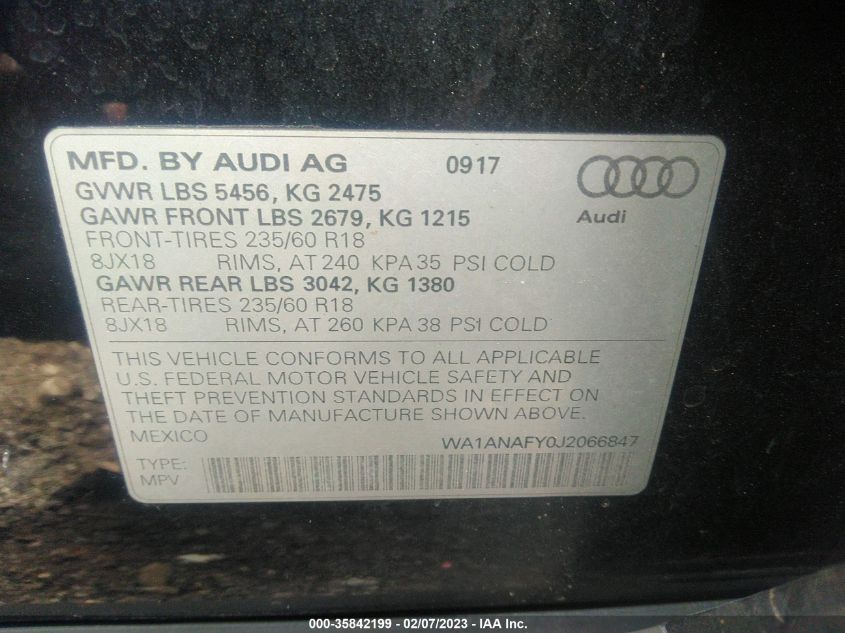 MFD. BY AUDI AG 0917
GVWR LBS 5456, KG 2475
GAWR FRONT LBS 2679, KG 1215
Audi
FRONT-TIRES 235/60 R18
8JX18 RIMS, AT 240 KPA 35 PSI COLD
GAWR REAR LBS 3042, KG 1380
REAR-TIRES 235/60 R18
8JX18 RIMS, AT 260 KPA 38 PSI COLD
THIS VEHICLE CONFORMS TO ALL APPLICABLE
U.S. FEDERAL MOTOR VEHICLE SAFETY AND
THEFT PREVENTION STANDARDS IN EFFECT ON
THE DATE OF MANUFACTURE SHOWN ABOVE.
MEXICO WA1ANAFY0J2066847
TYPE:
MPV
000-35842199 - 02/07/2023 - © IAA Inc.